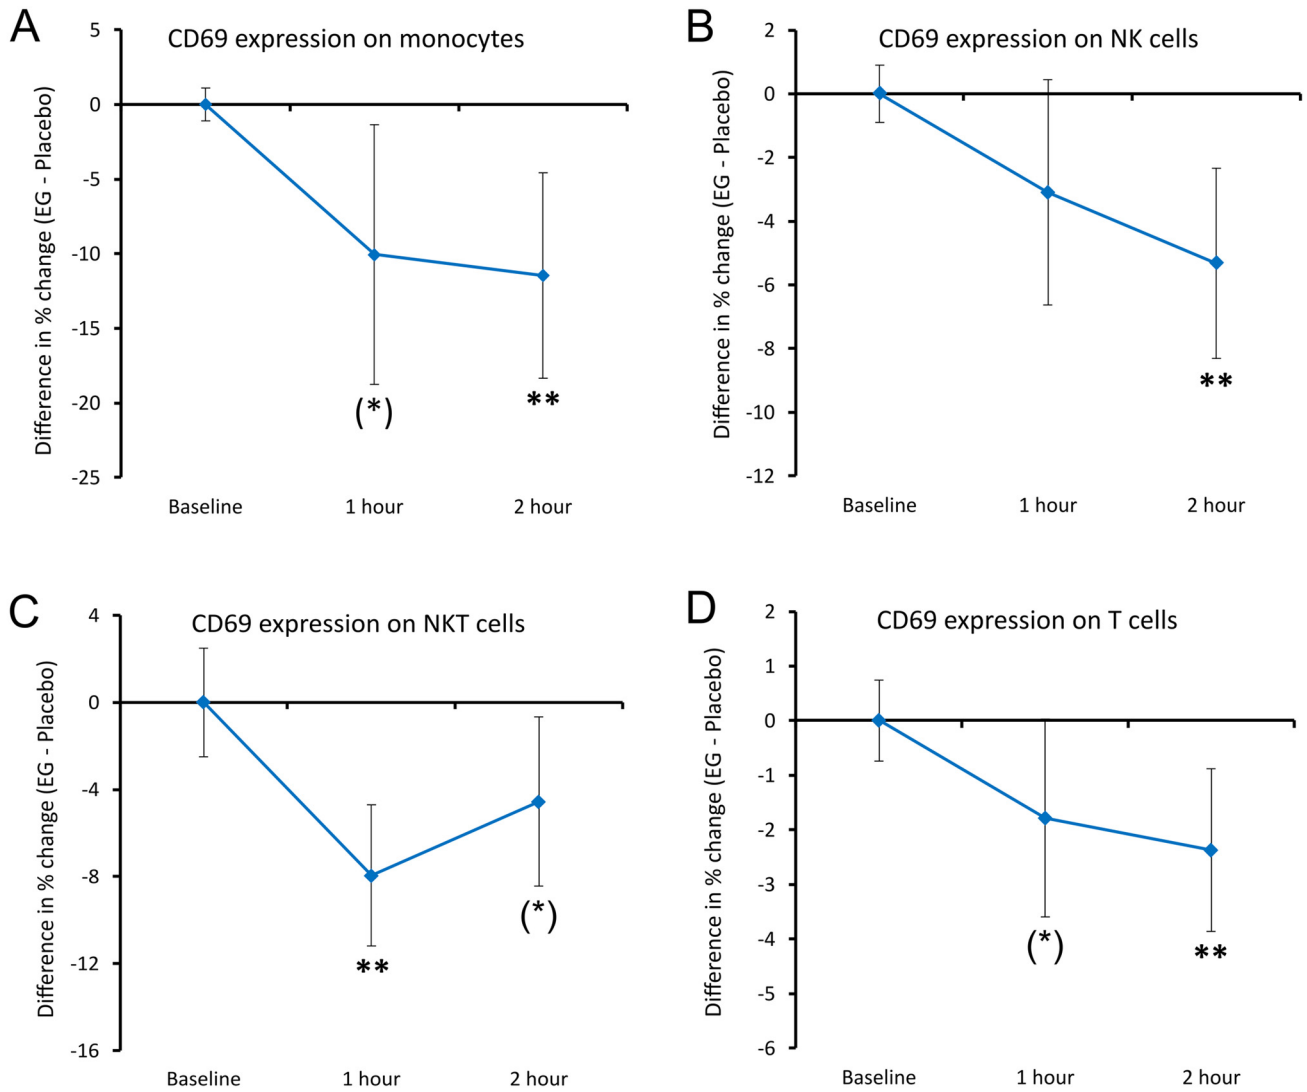 A
CD69 expression on monocytes
Difference in % change (EG - Placebo)
5
0
-5
-10
-15
-20
-25
(*)
**
Baseline
1 hour
2 hour
B
CD69 expression on NK cells
Difference in % change (EG - Placebo)
2
0
-2
-4
-6
-8
-10
-12
**
Baseline
1 hour
2 hour
C
CD69 expression on NKT cells
Difference in % change (EG - Placebo)
4
0
-4
-8
-12
-16
**
(*)
Baseline
1 hour
2 hour
D
CD69 expression on T cells
Difference in % change (EG - Placebo)
2
1
0
-1
-2
-3
-4
-5
-6
(*)
**
Baseline
1 hour
2 hour